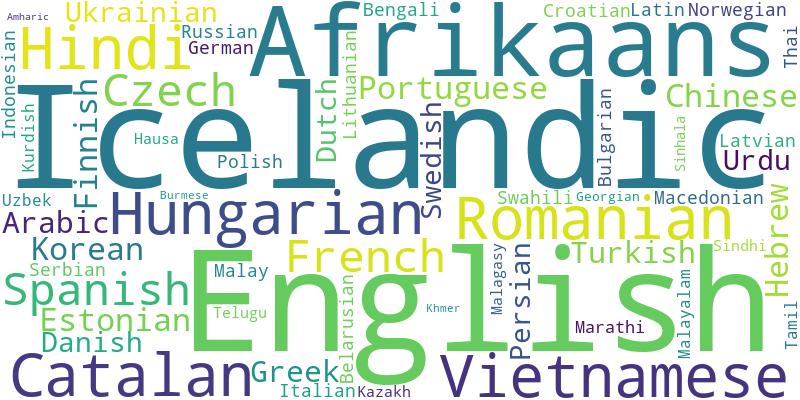 Amharic
Ukrainian
Afrikaans
Bengali
Croatian
Latin
Norwegian
Hindi
Russian
German
Thai
Indonesian
Czech
Finnish
Dutch
Lithuanian
Portuguese
Chinese
Icelandic
Kurdish
Hausa
Polish
Swedish
Bulgarian
Sinhala
Latvian
Urdu
Uzbek
Burmese
Swahili
Georgian
Macedonian
Arabic
Hungarian
Romanian
Hebrew
Korean
French
Turkish
Sindhi
Serbian
Malay
English
Malagasy
Persian
Malayalam
Tamil
Spanish
Estonian
Telugu
Belarusian
Khmer
Marathi
Danish
Catalan
Greek
Italian
Kazakh
Vietnamese